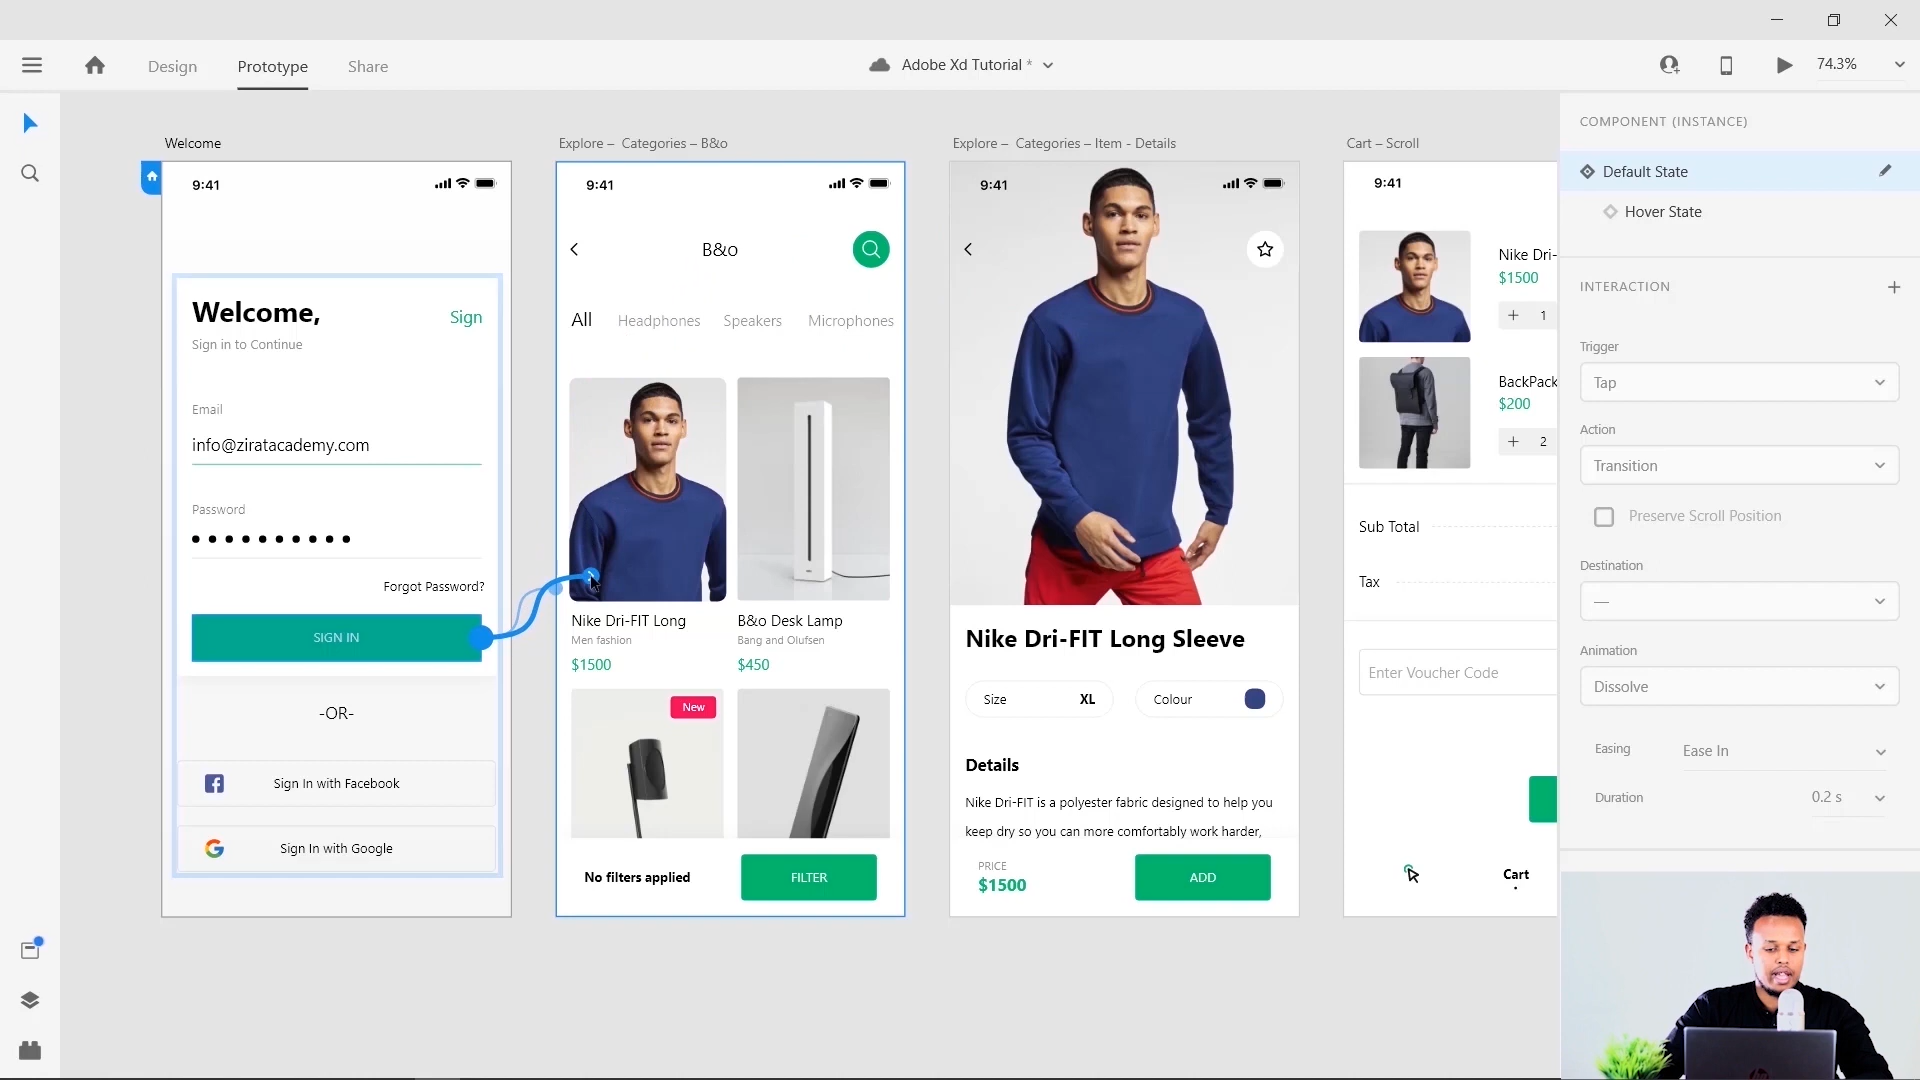 Design
Prototype
Share
Adobe Xd Tutorial *
74.3%
Welcome
9:41
Welcome,
Sign
Sign in to Continue
Email
info@ziratacademy.com
Password
Forgot Password?
SIGN IN
-OR-
Sign In with Facebook
Sign In with Google
Explore – Categories – B&o
9:41
B&o
All
Headphones
Speakers
Microphones
Nike Dri-FIT Long
Men fashion
$1500
B&o Desk Lamp
Bang and Olufsen
$450
New
No filters applied
FILTER
Explore – Categories – Item - Details
9:41
Nike Dri-FIT Long Sleeve
Size
XL
Colour
Details
Nike Dri-FIT is a polyester fabric designed to help you
keep dry so you can more comfortably work harder,
PRICE
$1500
ADD
Cart – Scroll
9:41
Nike Dri-
$1500
+ 1
BackPack
$200
+ 2
Sub Total
Tax
Enter Voucher Code
Cart
COMPONENT (INSTANCE)
Default State
Hover State
INTERACTION
Trigger
Tap
Action
Transition
Preserve Scroll Position
Destination
—
Animation
Dissolve
Easing
Ease In
Duration
0.2 s